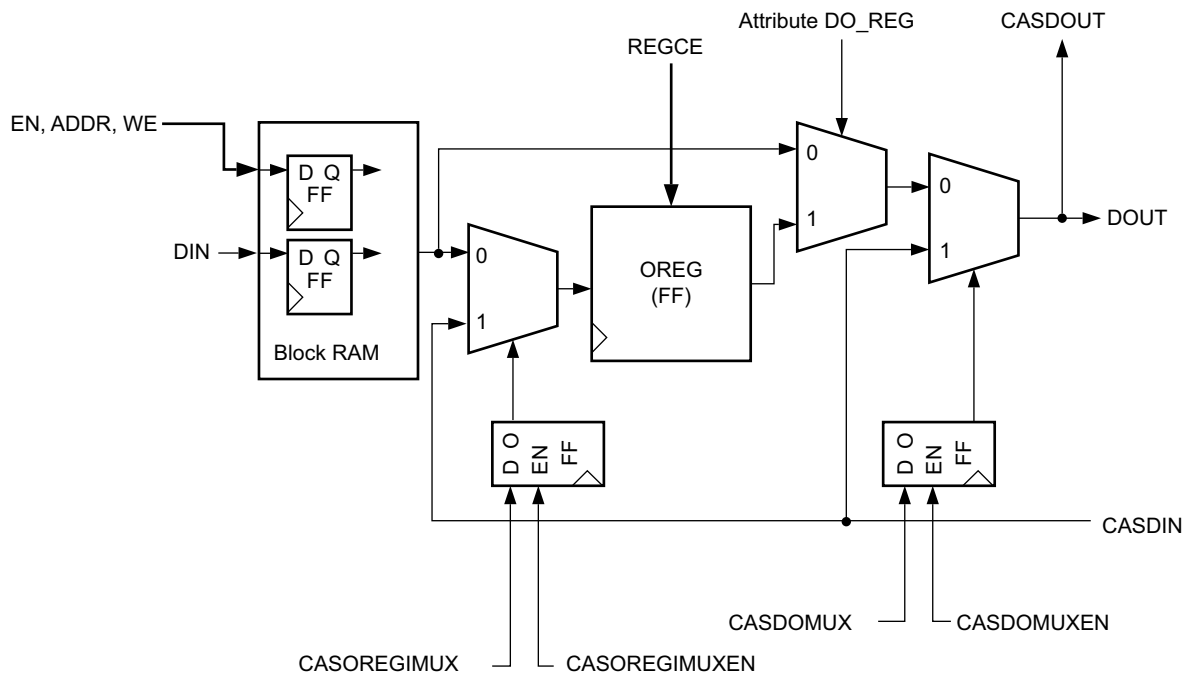 Attribute DO_REG
CASDOUT
REGCE
EN, ADDR, WE
D Q
FF
0
0
1
DIN
D Q
FF
0
1
OREG
(FF)
1
DOUT
Block RAM
D O
EN
FF
D O
EN
FF
CASDIN
CASDOMUX
CASDOMUXEN
CASOREGIMUX
CASOREGIMUXEN